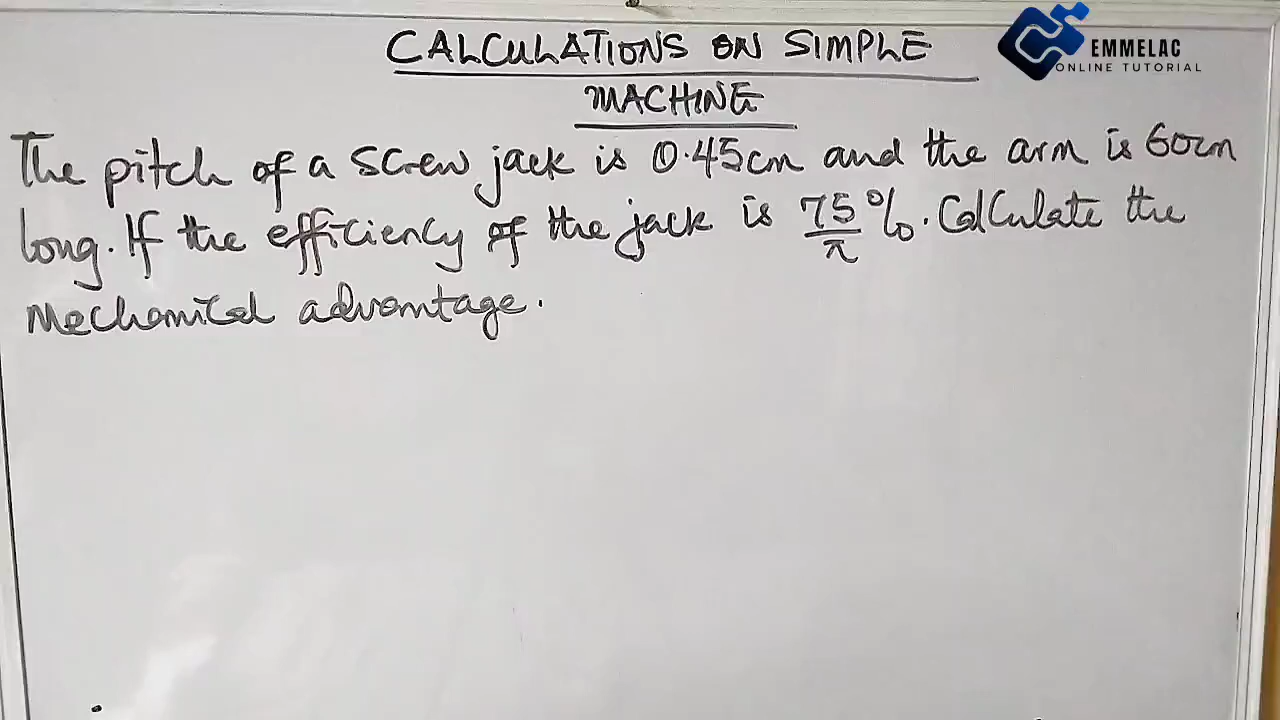 CALCULATIONS ON SIMPLE
MACHINE
EMMELAC
ONLINE TUTORIAL
The pitch of a screw jack is 0.45cm and the arm is 60cm
long. If the efficiency of the jack is 75/π %. Calculate the
mechanical advantage.